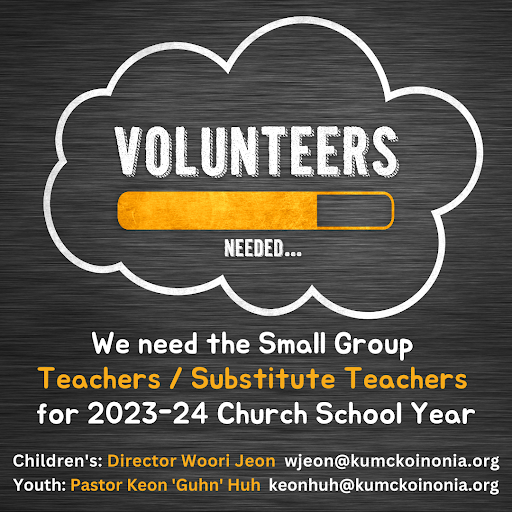 VOLUNTEERS
NEEDED...
We need the Small Group
Teachers / Substitute Teachers
for 2023-24 Church School Year
Children's: Director Woori Jeon wjeon@kumckoinonia.org
Youth: Pastor Keon 'Guhn' Huh keonhuh@kumckoinonia.org